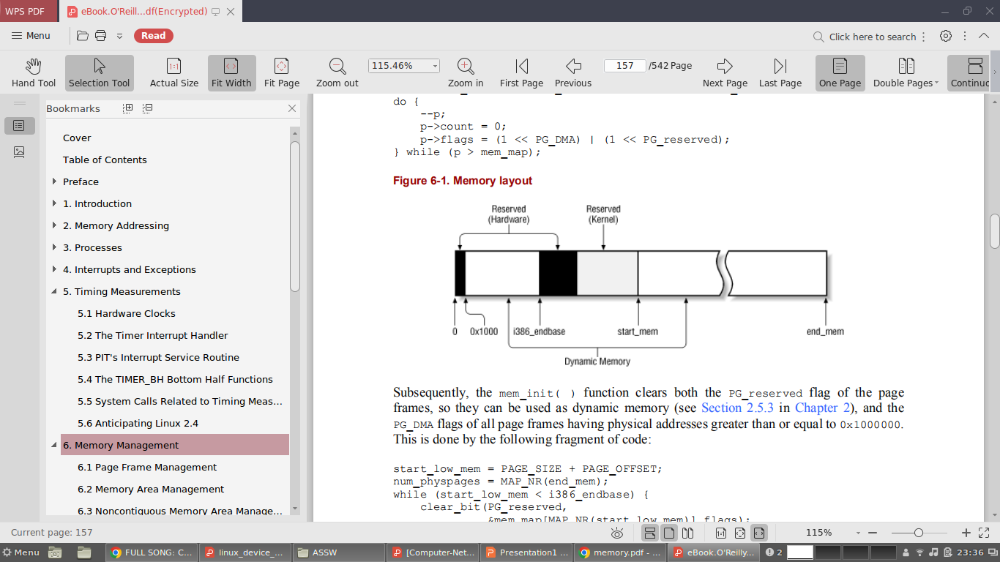 WPS PDF
eBook.O'Reill...df(Encrypted)
Menu
Read
Click here to search
Hand Tool
Selection Tool
Actual Size
Fit Width
Fit Page
Zoom out
115.46%
Zoom in
First Page
Previous
157 /542 Page
Next Page
Last Page
One Page
Double Pages
Continuc
Bookmarks
Cover
Table of Contents
Preface
1. Introduction
2. Memory Addressing
3. Processes
4. Interrupts and Exceptions
5. Timing Measurements
5.1 Hardware Clocks
5.2 The Timer Interrupt Handler
5.3 PIT's Interrupt Service Routine
5.4 The TIMER_BH Bottom Half Functions
5.5 System Calls Related to Timing Meas...
5.6 Anticipating Linux 2.4
6. Memory Management
6.1 Page Frame Management
6.2 Memory Area Management
6.3 Noncontiguous Memory Area Manage...
do {
--p;
p->count = 0;
p->flags = (1 << PG_DMA) | (1 << PG_reserved);
} while (p > mem_map);
Figure 6-1. Memory layout
Reserved
(Hardware)
Reserved
(Kernel)
0
0x1000
i386_endbase
start_mem
end_mem
Dynamic Memory
Subsequently, the mem_init( ) function clears both the PG_reserved flag of the page
frames, so they can be used as dynamic memory (see Section 2.5.3 in Chapter 2), and the
PG_DMA flags of all page frames having physical addresses greater than or equal to 0x1000000.
This is done by the following fragment of code:
start_low_mem = PAGE_SIZE + PAGE_OFFSET;
num_physpages = MAP_NR(end_mem);
while (start_low_mem < i386_endbase) {
clear_bit(PG_reserved,
&mem_map[MAP_NR(start_low_mem)].flags);
Current page: 157
1:1
115%
Menu
FULL SONG: C...
linux_device_...
ASSW
[Computer-Net...
Presentation1 ...
memory.pdf - ...
eBook.O'Reilly...
2
23:36